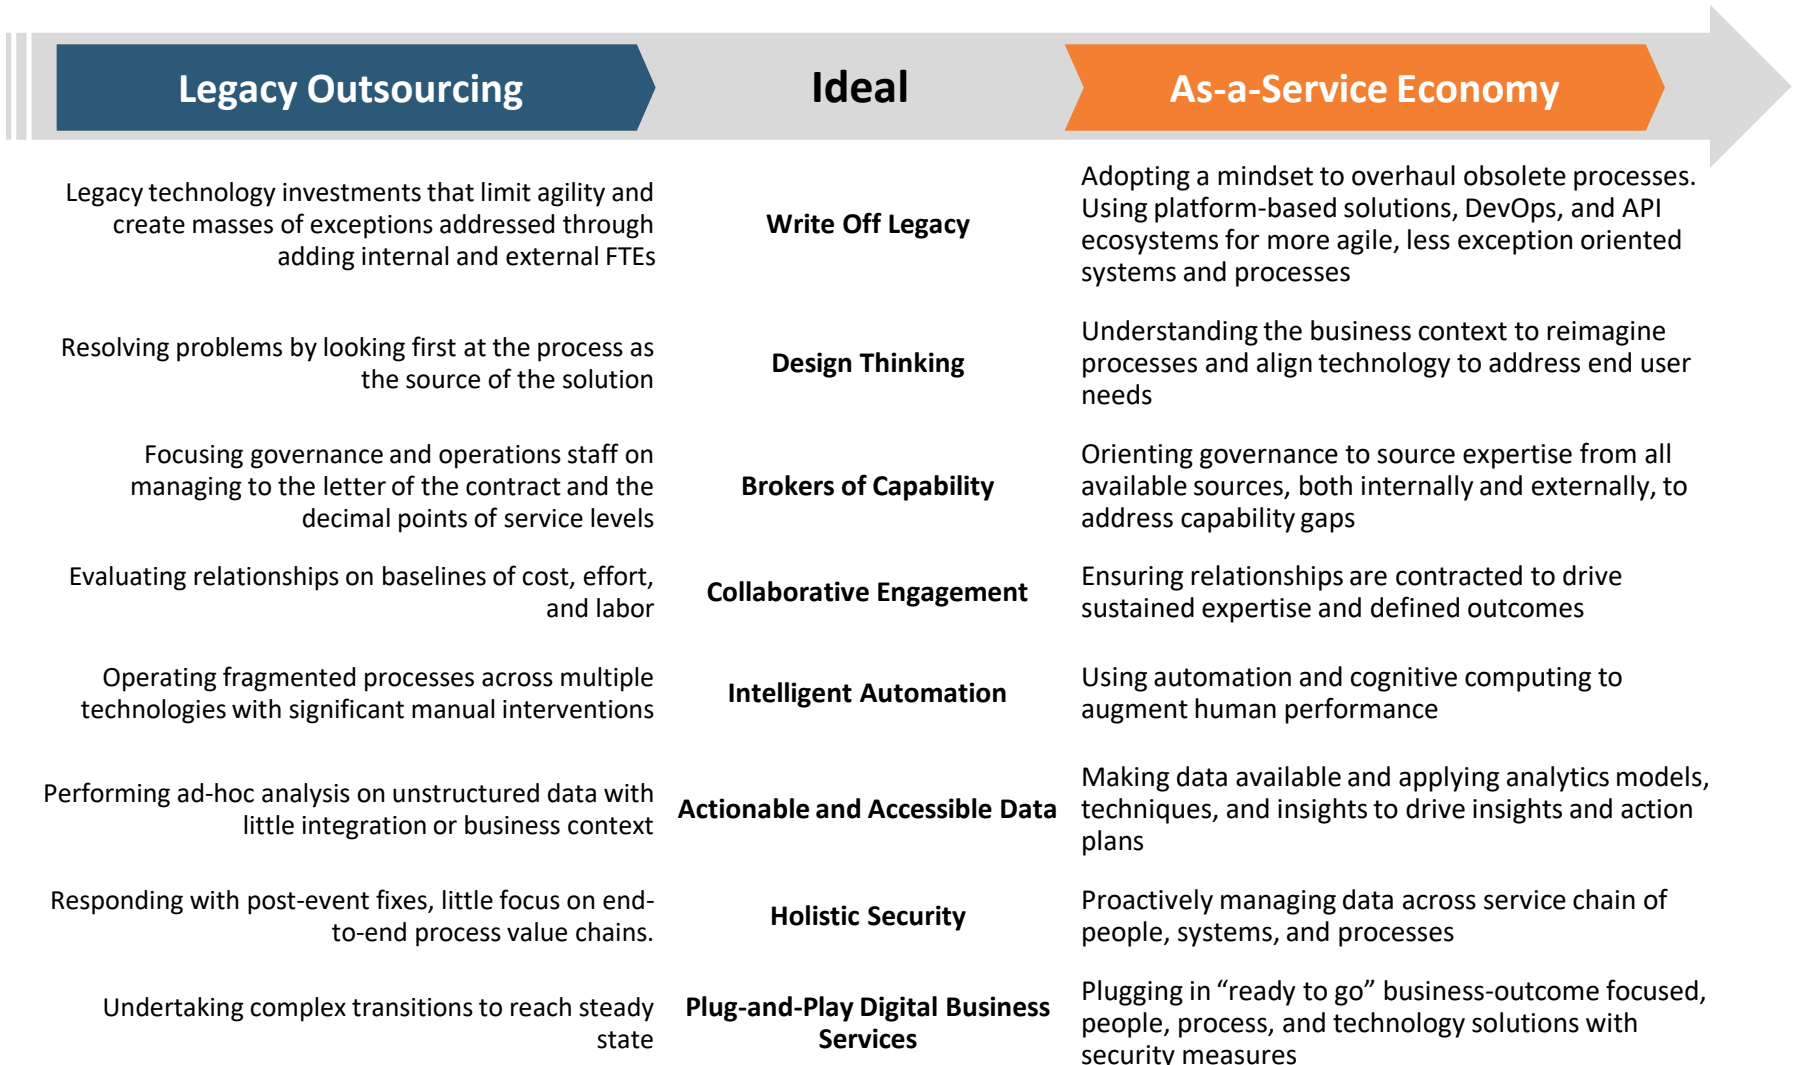 Legacy Outsourcing
Ideal
As-a-Service Economy
Legacy technology investments that limit agility and
create masses of exceptions addressed through
adding internal and external FTEs
Write Off Legacy
Adopting a mindset to overhaul obsolete processes.
Using platform-based solutions, DevOps, and API
ecosystems for more agile, less exception oriented
systems and processes
Resolving problems by looking first at the process as
the source of the solution
Design Thinking
Understanding the business context to reimagine
processes and align technology to address end user
needs
Focusing governance and operations staff on
managing to the letter of the contract and the
decimal points of service levels
Brokers of Capability
Orienting governance to source expertise from all
available sources, both internally and externally, to
address capability gaps
Evaluating relationships on baselines of cost, effort,
and labor
Collaborative Engagement
Ensuring relationships are contracted to drive
sustained expertise and defined outcomes
Operating fragmented processes across multiple
technologies with significant manual interventions
Intelligent Automation
Using automation and cognitive computing to
augment human performance
Performing ad-hoc analysis on unstructured data with
little integration or business context
Actionable and Accessible Data
Making data available and applying analytics models,
techniques, and insights to drive insights and action
plans
Responding with post-event fixes, little focus on end-
to-end process value chains.
Holistic Security
Proactively managing data across service chain of
people, systems, and processes
Undertaking complex transitions to reach steady
state
Plug-and-Play Digital Business
Services
Plugging in “ready to go” business-outcome focused,
people, process, and technology solutions with
security measures